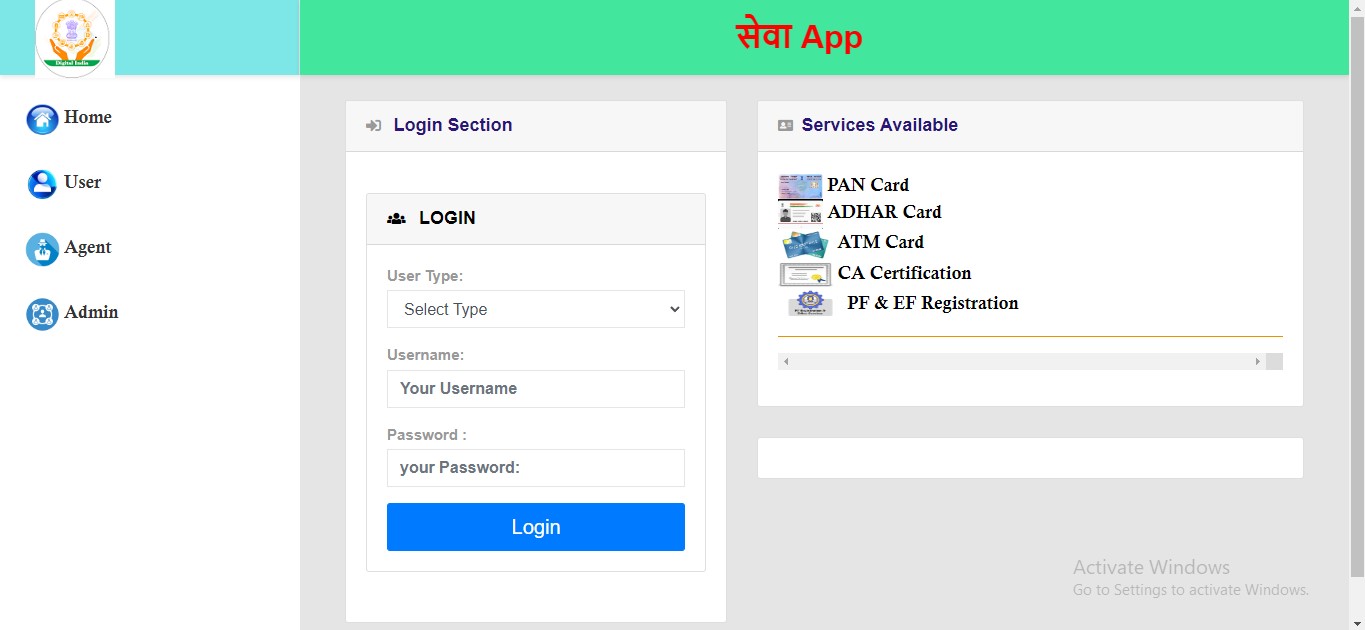 Digital India
सेवा App
Home
User
Agent
Admin
Login Section
LOGIN
User Type:
Select Type
Username:
Your Username
Password :
your Password:
Login
Services Available
PAN Card
ADHAR Card
ATM Card
CA Certification
PF & EF Registration
Activate Windows
Go to Settings to activate Windows.